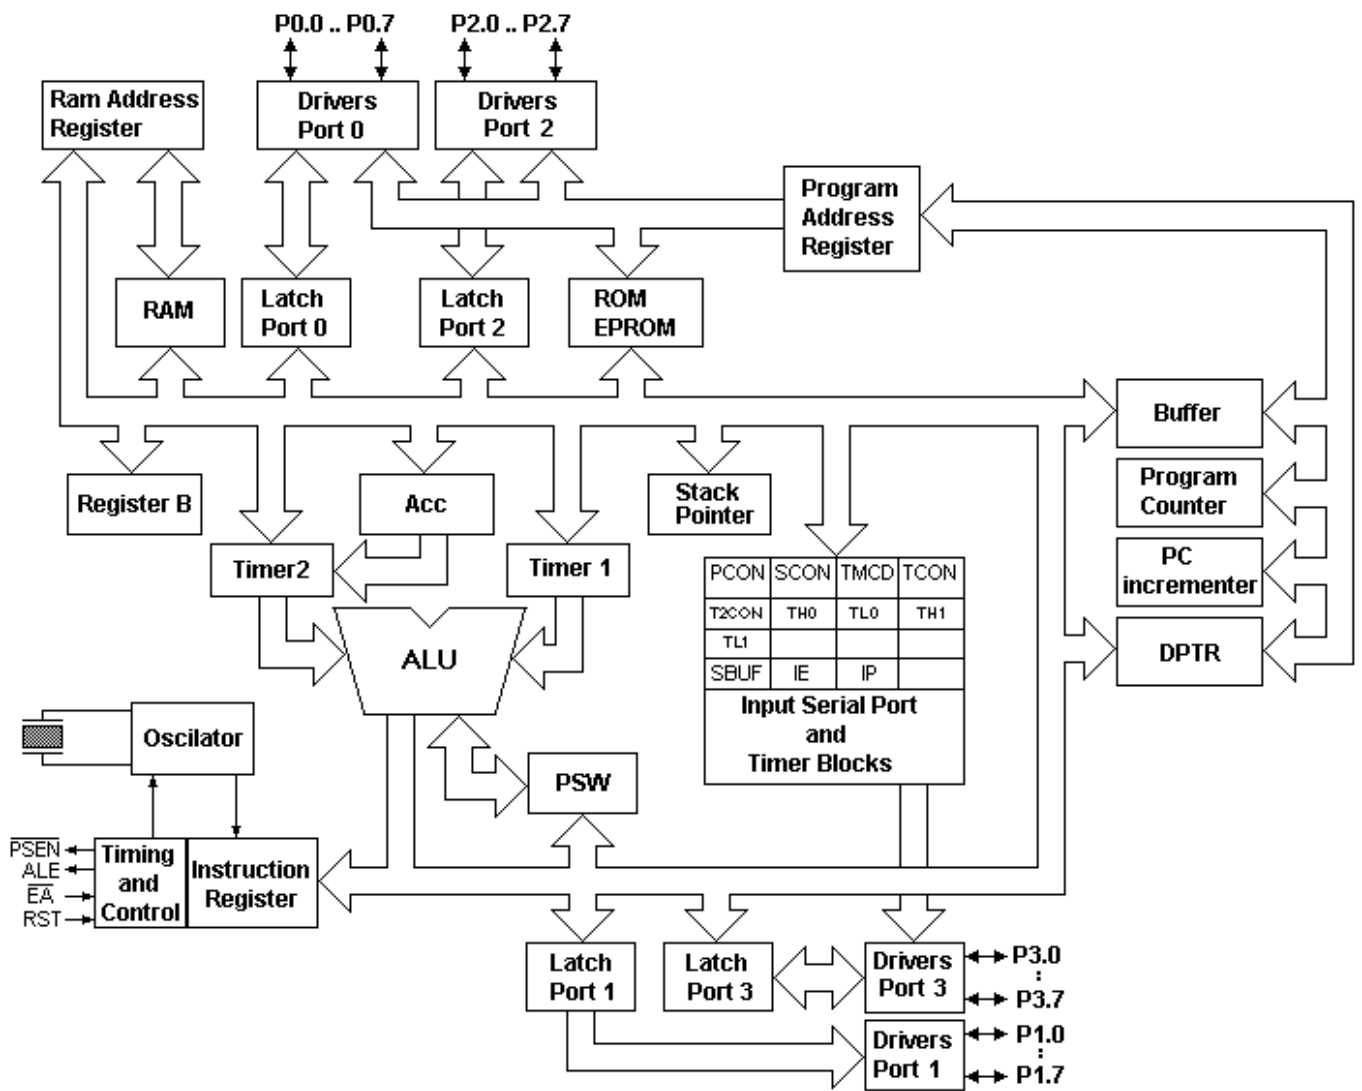 P0.0 .. P0.7
P2.0 .. P2.7
Ram Address
Register
Drivers
Port 0
Drivers
Port 2
Program
Address
Register
RAM
Latch
Port 0
Latch
Port 2
ROM
EPROM
Buffer
Register B
Acc
Stack
Pointer
Program
Counter
Timer2
Timer 1
PCON SCON TMCD TCON
T2CON TH0 TL0 TH1
TL1
SBUF IE IP
Input Serial Port
and
Timer Blocks
PC
incrementer
ALU
DPTR
Oscilator
PSW
PSEN
ALE
EA
RST
Timing
and
Control
Instruction
Register
Latch
Port 1
Latch
Port 3
Drivers
Port 3
P3.0
:
P3.7
Drivers
Port 1
P1.0
:
P1.7